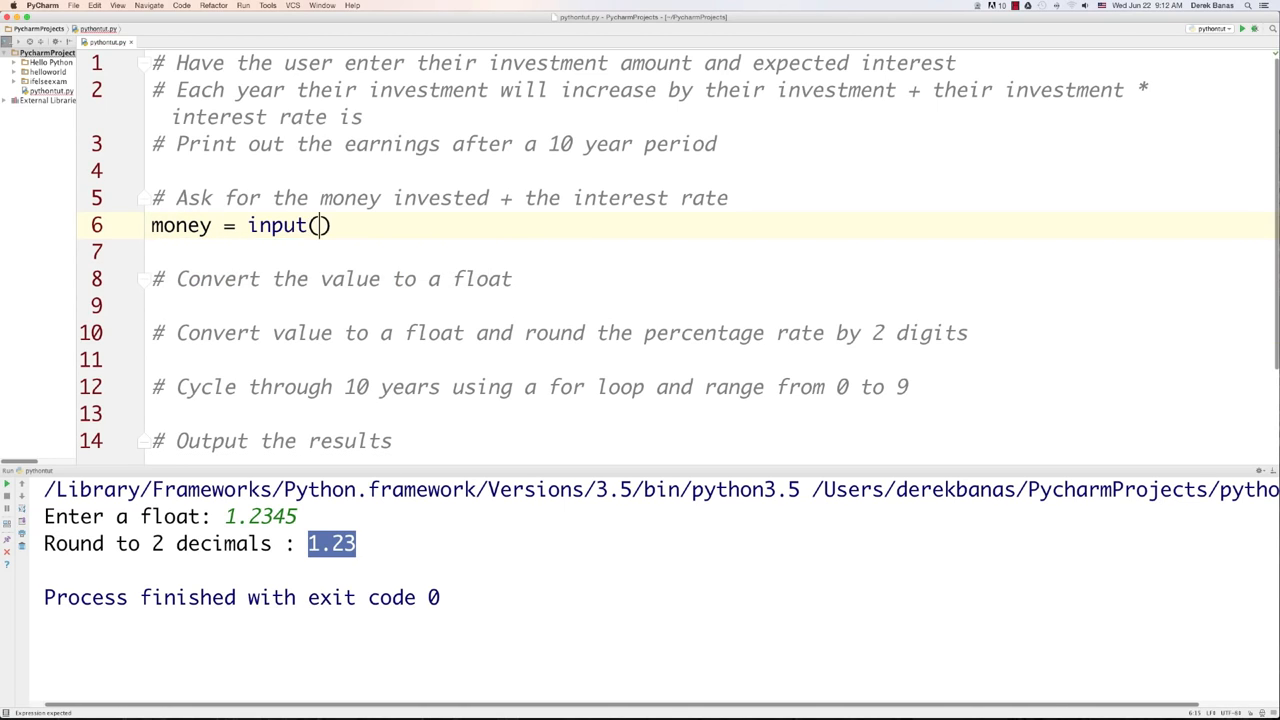 PyCharm File Edit View Navigate Code Refactor Run Tools VCS Window Help 10 Wed Jun 22 9:12 AM Derek Banas
pythontut.py - PycharmProjects - [~/PycharmProjects]
PycharmProjects pythontut.py pythontut
pythontut.py
PycharmProject
Hello Python
helloworld
ifelseexam
pythontut.py
External Librarie
1 # Have the user enter their investment amount and expected interest
2 # Each year their investment will increase by their investment + their investment *
interest rate is
3 # Print out the earnings after a 10 year period
4
5 # Ask for the money invested + the interest rate
6 money = input()
7
8 # Convert the value to a float
9
10 # Convert value to a float and round the percentage rate by 2 digits
11
12 # Cycle through 10 years using a for loop and range from 0 to 9
13
14 # Output the results
Run pythontut
/Library/Frameworks/Python.framework/Versions/3.5/bin/python3.5 /Users/derekbanas/PycharmProjects/pytho
Enter a float: 1.2345
Round to 2 decimals : 1.23
Process finished with exit code 0
Expression expected 6:15 LF÷ UTF-8÷